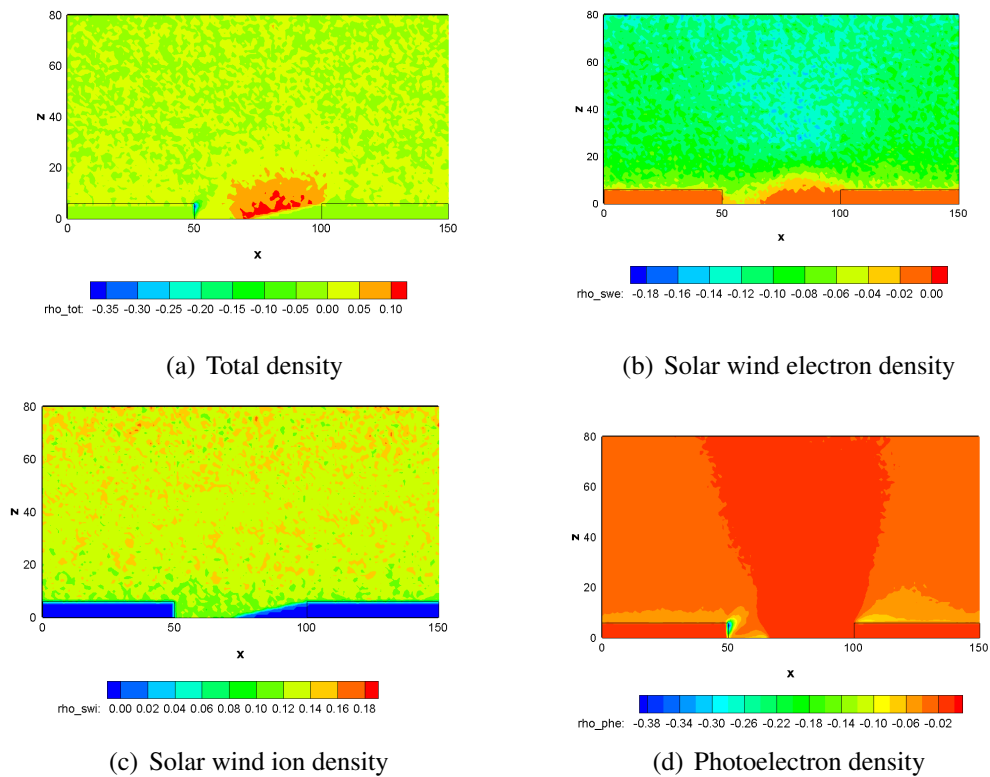 80
60
40
20
0
z
0 50 100 150
x
rho_tot: -0.35 -0.30 -0.25 -0.20 -0.15 -0.10 -0.05 0.00 0.05 0.10
(a) Total density
80
60
40
20
0
z
0 50 100 150
x
rho_swe: -0.18 -0.16 -0.14 -0.12 -0.10 -0.08 -0.06 -0.04 -0.02 0.00
(b) Solar wind electron density
80
60
40
20
0
z
0 50 100 150
x
rho_swi: 0.00 0.02 0.04 0.06 0.08 0.10 0.12 0.14 0.16 0.18
(c) Solar wind ion density
80
60
40
20
0
z
0 50 100 150
x
rho_phe: -0.38 -0.34 -0.30 -0.26 -0.22 -0.18 -0.14 -0.10 -0.06 -0.02
(d) Photoelectron density